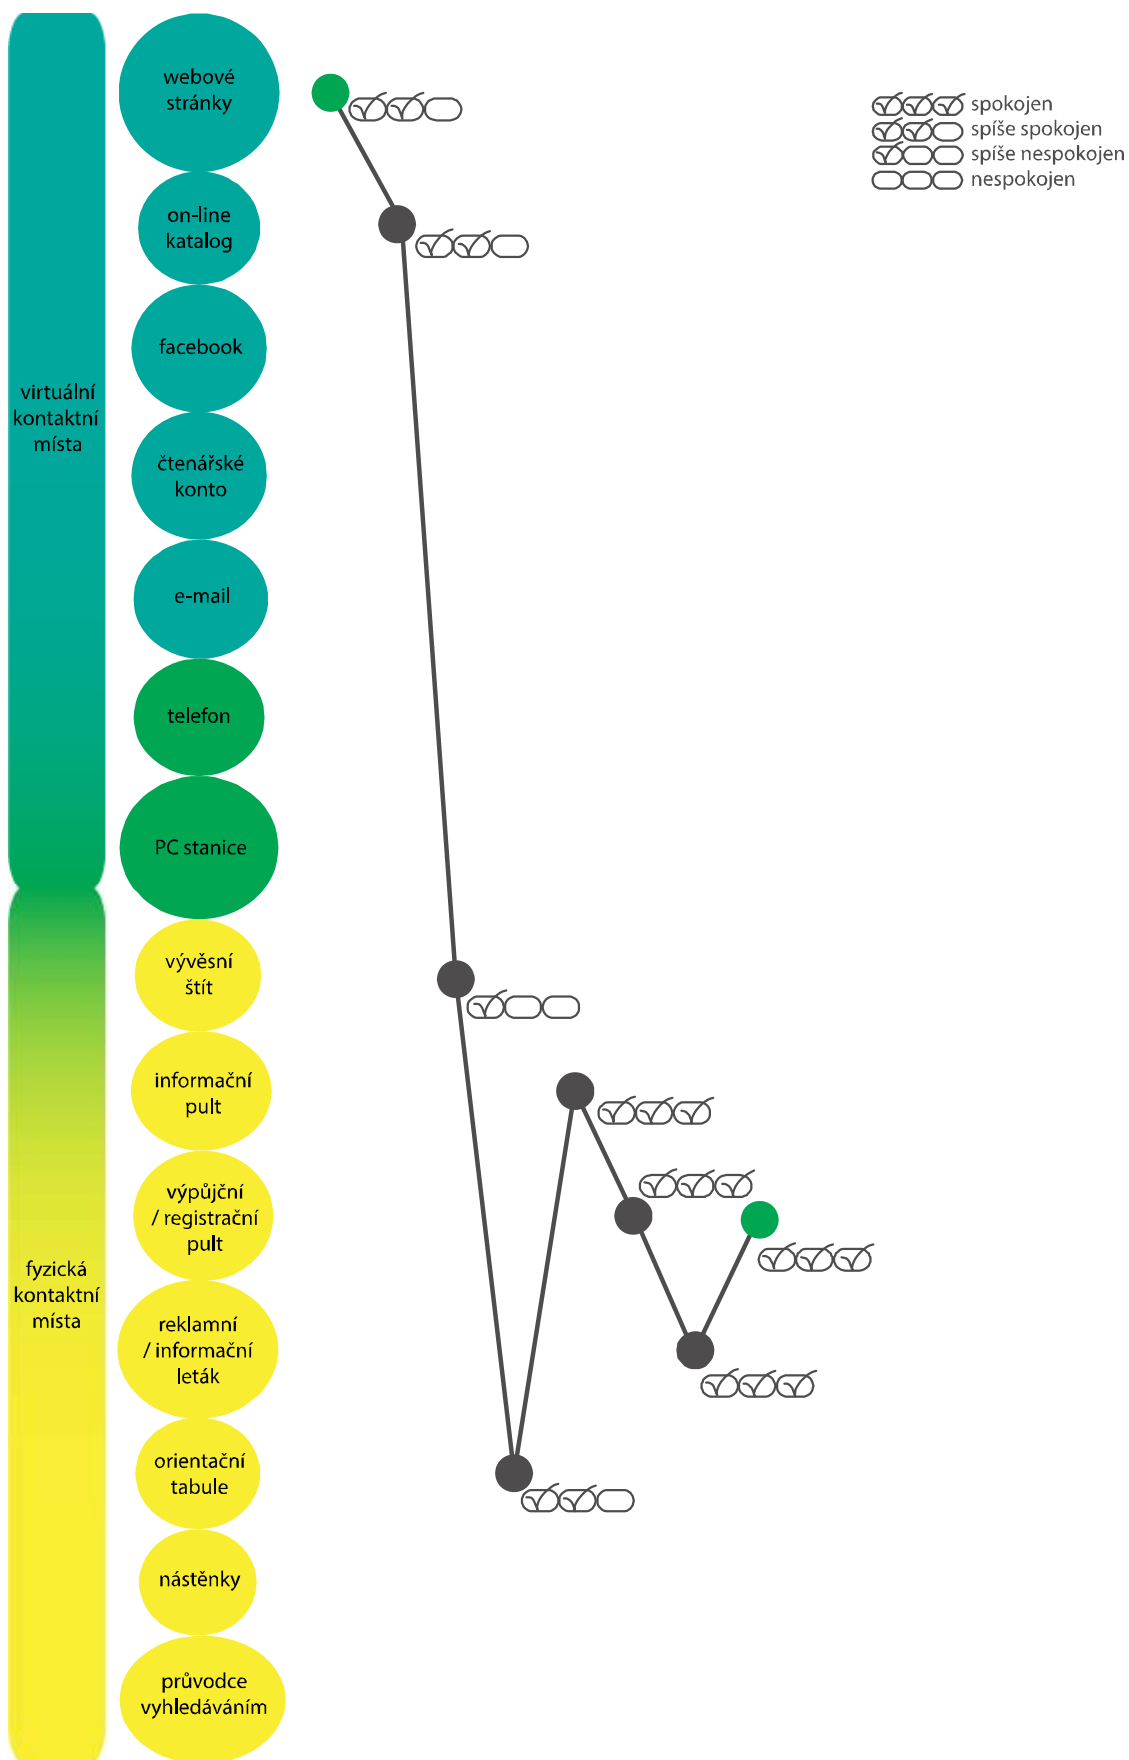 webové
stránky
on-line
katalog
facebook
čtenářské
konto
e-mail
telefon
PC stanice
virtuální
kontaktní
místa
vývěsní
štít
informační
pult
výpůjční
/ registrační
pult
reklamní
/ informační
leták
orientační
tabule
nástěnky
průvodce
vyhledáváním
fyzická
kontaktní
místa
spokojen
spíše spokojen
spíše nespokojen
nespokojen